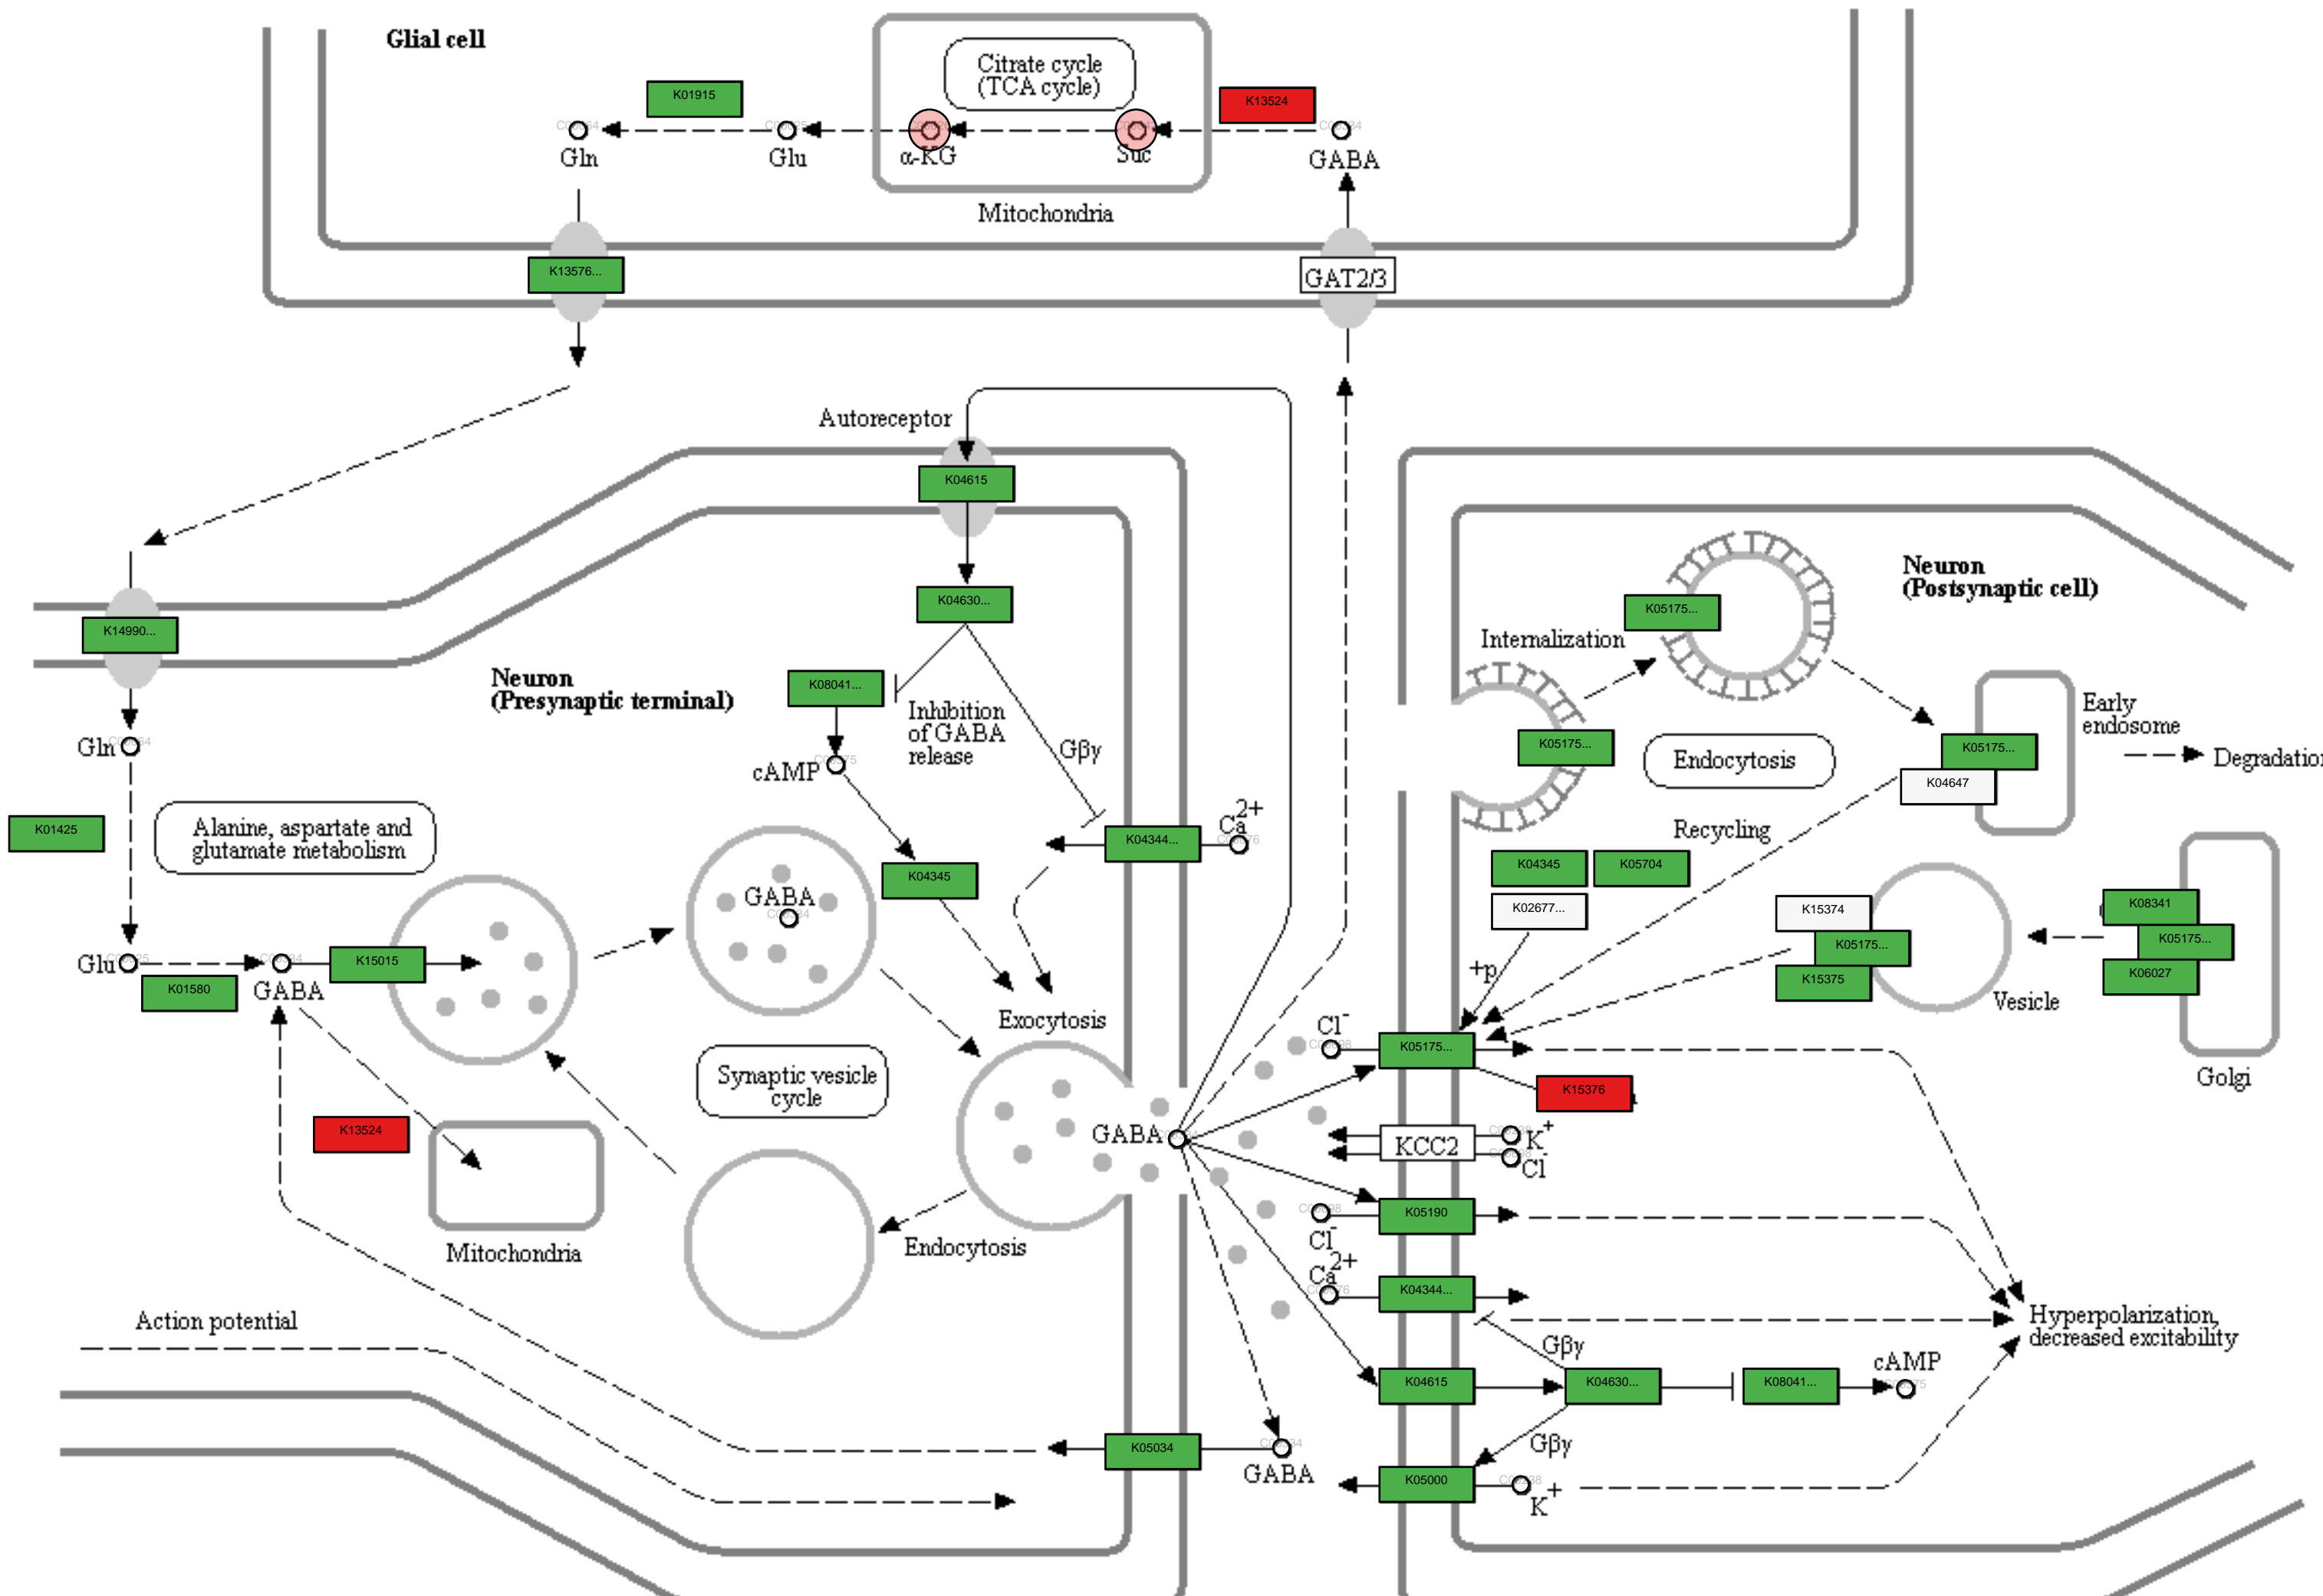 Glial cell
Citrate cycle
(TCA cycle)
K01915
K13524
Gln
Glu
α-KG
Suc
GABA
Mitochondria
K13576...
GAT2/3
Autoreceptor
K04615
K04630...
K14990...
Neuron
(Presynaptic terminal)
K08041...
Inhibition
of GABA
release
Gβγ
Gln
cAMP
Ca2+
K01425
Alanine, aspartate and
glutamate metabolism
K04344...
K04345
GABA
Glu
K15015
K01580
GABA
Exocytosis
Synaptic vesicle
cycle
K13524
GABA
Mitochondria
Endocytosis
Action potential
K05034
GABA
Neuron
(Postsynaptic cell)
K05175...
Internalization
K05175...
Endocytosis
Early
endosome
K05175...
K04647
Degradation
Recycling
K04345
K05704
K02677...
+p
K15374
K05175...
K15375
Vesicle
K08341
K05175...
K06027
Golgi
Cl-
K05175...
K15376
KCC2
K+
Cl-
K05190
Cl-
Ca2+
K04344...
Hyperpolarization,
decreased excitability
Gβγ
K04615
K04630...
K08041...
cAMP
Gβγ
K05000
K+